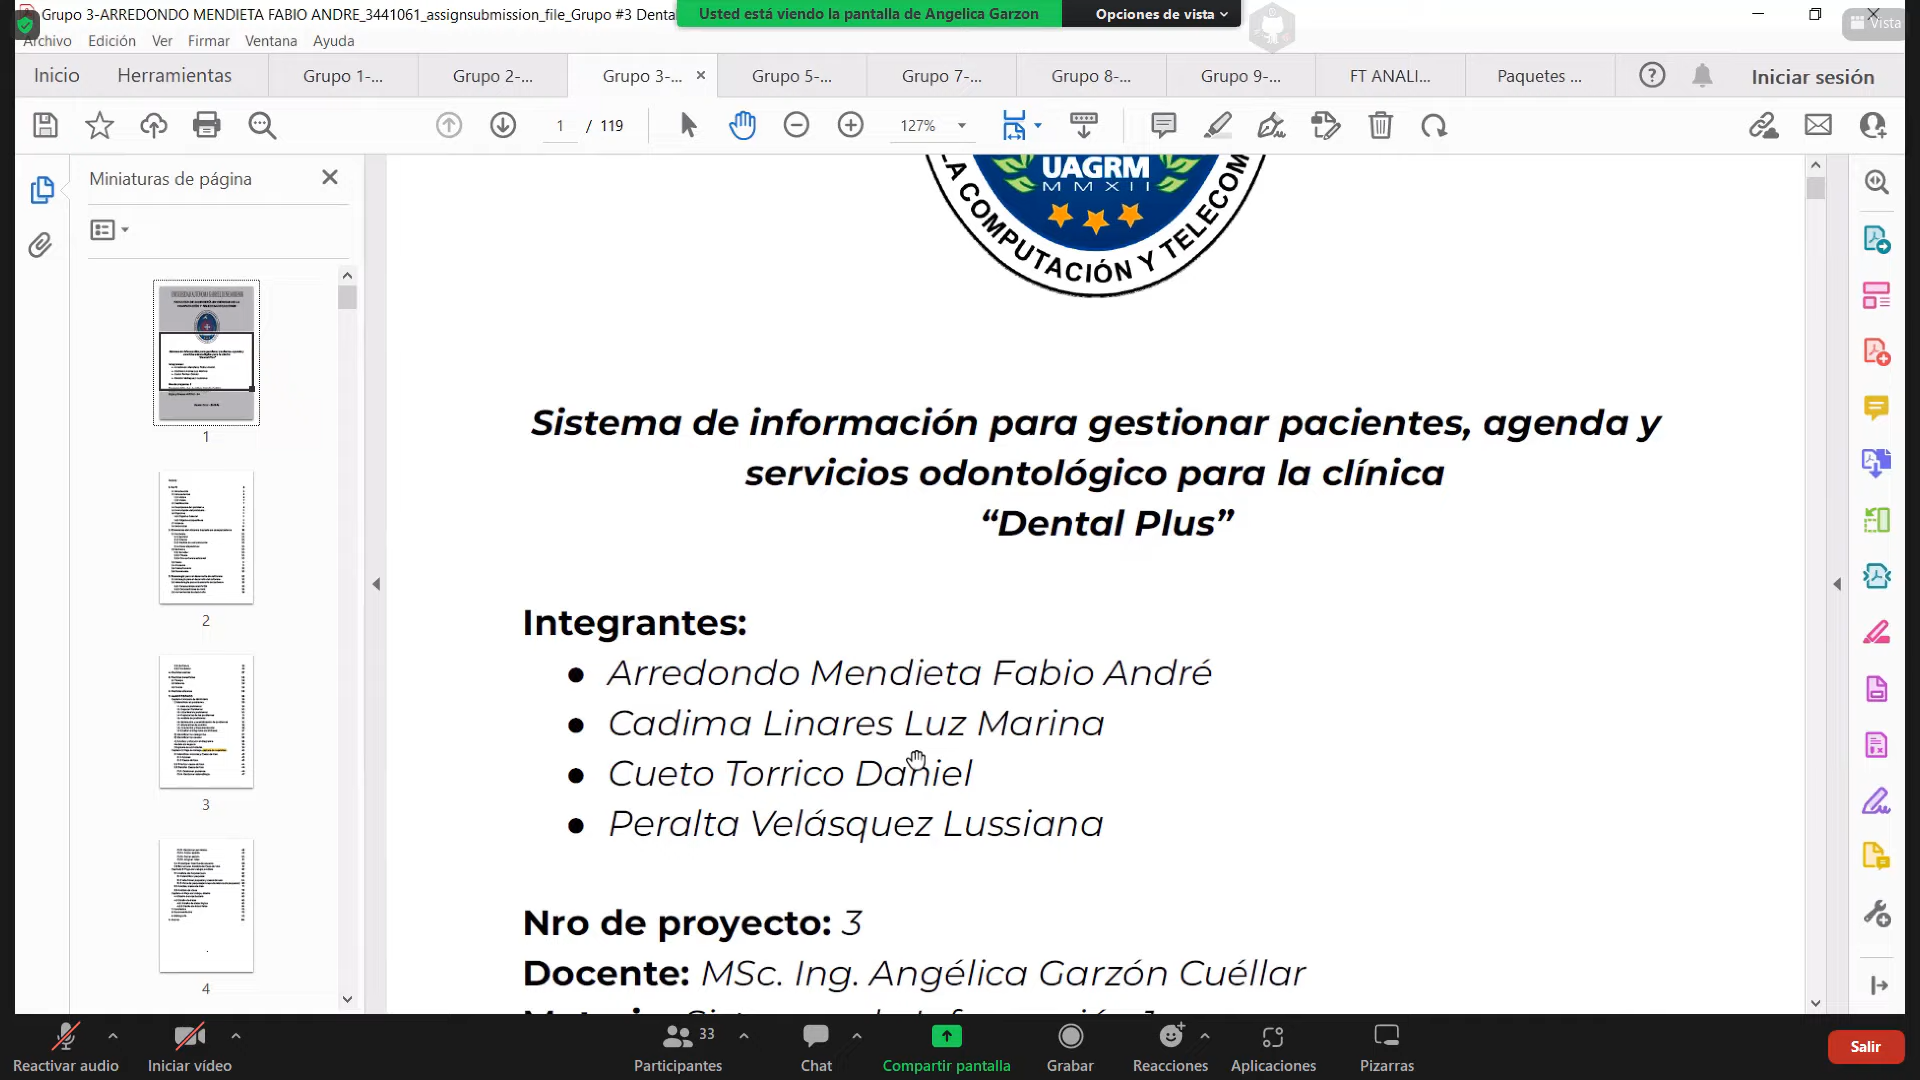 Grupo 3-ARREDONDO MENDIETA FABIO ANDRE_3441061_assignsubmission_file_Grupo #3 Denta
Usted está viendo la pantalla de Angelica Garzon
Opciones de vista
Vista
Archivo Edición Ver Firmar Ventana Ayuda
Inicio Herramientas Grupo 1-... Grupo 2-... Grupo 3-... Grupo 5-... Grupo 7-... Grupo 8-... Grupo 9-... FT ANALI... Paquetes ... Iniciar sesión
1 / 119 127%
Miniaturas de página
1
2
3
4
LA COMPUTACIÓN Y TELECOM
UAGRM
MMXII
Sistema de información para gestionar pacientes, agenda y
servicios odontológico para la clínica
“Dental Plus”
Integrantes:
● Arredondo Mendieta Fabio André
● Cadima Linares Luz Marina
● Cueto Torrico Daniel
● Peralta Velásquez Lussiana
Nro de proyecto: 3
Docente: MSc. Ing. Angélica Garzón Cuéllar
Reactivar audio
Iniciar vídeo
33
Participantes
Chat
Compartir pantalla
Grabar
Reacciones
Aplicaciones
Pizarras
Salir